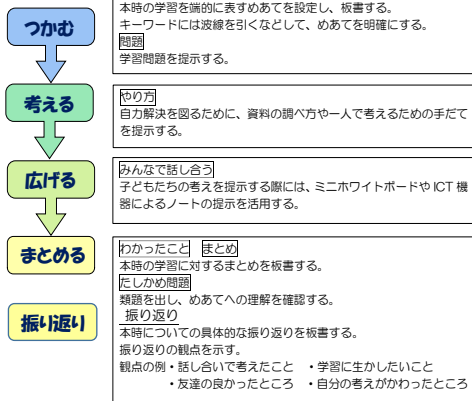 つかむ
本時の学習を端的に表すめあてを設定し、板書する。
キーワードには波線を引くなどして、めあてを明確にする。
問題
学習問題を提示する。
考える
やり方
自力解決を図るために、資料の調べ方や一人で考えるための手だて
を提示する。
広げる
みんなで話し合う
子どもたちの考えを提示する際には、ミニホワイトボードや ICT 機
器によるノートの提示を活用する。
まとめる
わかったこと まとめ
本時の学習に対するまとめを板書する。
たしかめ問題
類題を出し、めあてへの理解を確認する。
振り返り
振り返り
本時についての具体的な振り返りを板書する。
振り返りの観点を示す。
観点の例・話し合いで考えたこと ・学習に生かしたいこと
・友達の良かったところ ・自分の考えがかわったところ